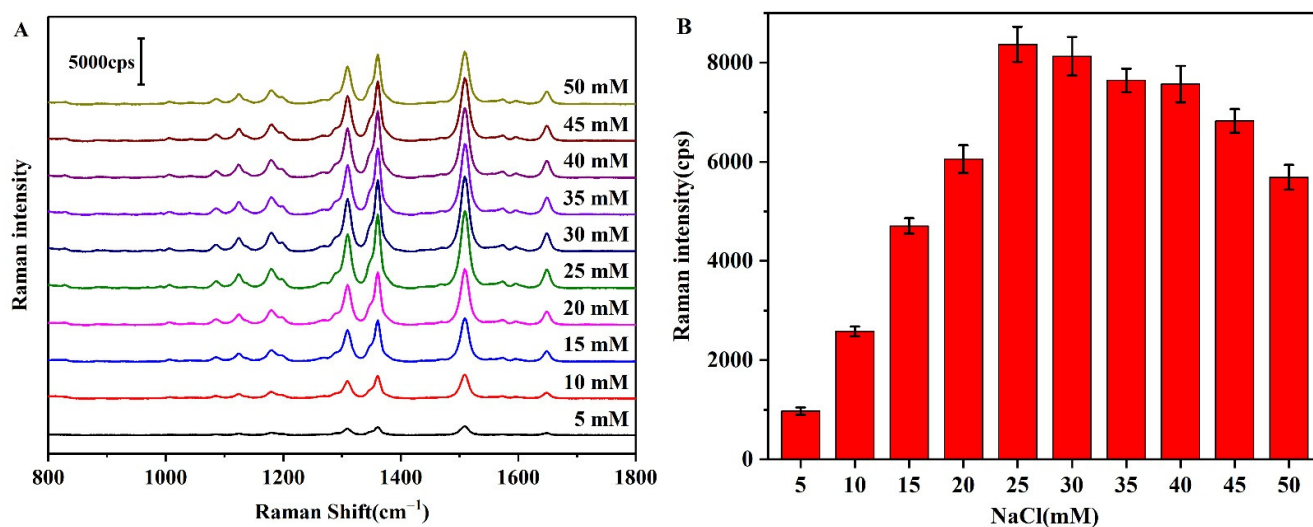 A
5000cps
50 mM
45 mM
40 mM
35 mM
30 mM
25 mM
20 mM
15 mM
10 mM
5 mM
Raman intensity
800 1000 1200 1400 1600 1800
Raman Shift(cm⁻¹)
B
8000
6000
4000
2000
0
Raman intensity(cps)
5 10 15 20 25 30 35 40 45 50
NaCl(mM)